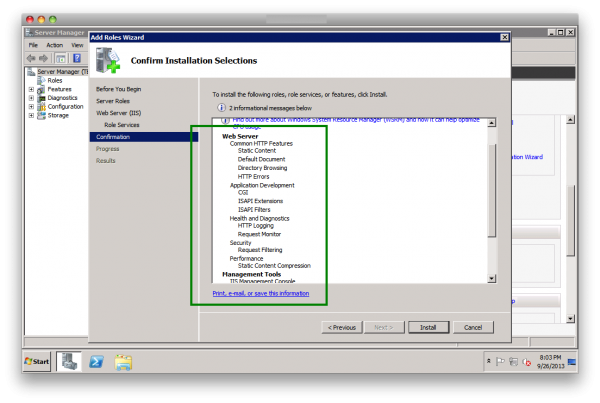 Server Manager
Add Roles Wizard
File Action View
Confirm Installation Selections
Server Manager (T
Roles
Features
Diagnostics
Configuration
Storage
Before You Begin
Server Roles
Web Server (IIS)
Role Services
Confirmation
Progress
Results
To install the following roles, role services, or features, click Install.
2 informational messages below
Find out more about Windows System Resource Manager (WSRM) and how it can help optimize
CPU usage
Web Server
Common HTTP Features
Static Content
Default Document
Directory Browsing
HTTP Errors
Application Development
CGI
ISAPI Extensions
ISAPI Filters
Health and Diagnostics
HTTP Logging
Request Monitor
Security
Request Filtering
Performance
Static Content Compression
Management Tools
IIS Management Console
Print, e-mail, or save this information
ation Wizard
< Previous
Next >
Install
Cancel
Start
8:03 PM
9/26/2013